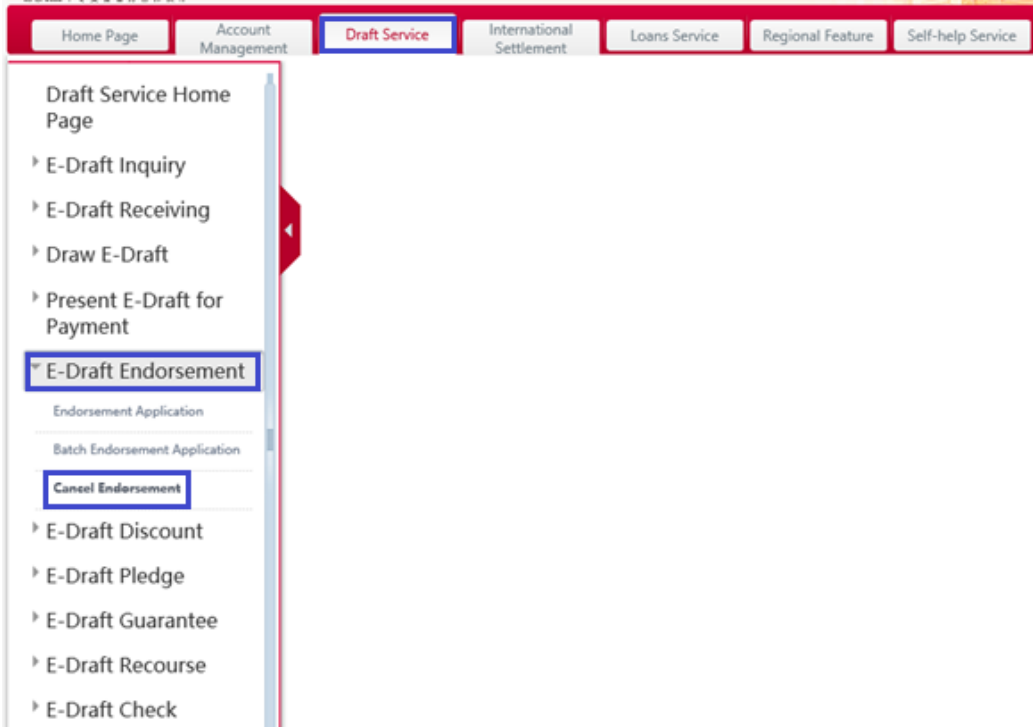 Home Page
Account
Management
Draft Service
International
Settlement
Loans Service
Regional Feature
Self-help Service
Draft Service Home
Page
E-Draft Inquiry
E-Draft Receiving
Draw E-Draft
Present E-Draft for
Payment
E-Draft Endorsement
Endorsement Application
Batch Endorsement Application
Cancel Endorsement
E-Draft Discount
E-Draft Pledge
E-Draft Guarantee
E-Draft Recourse
E-Draft Check